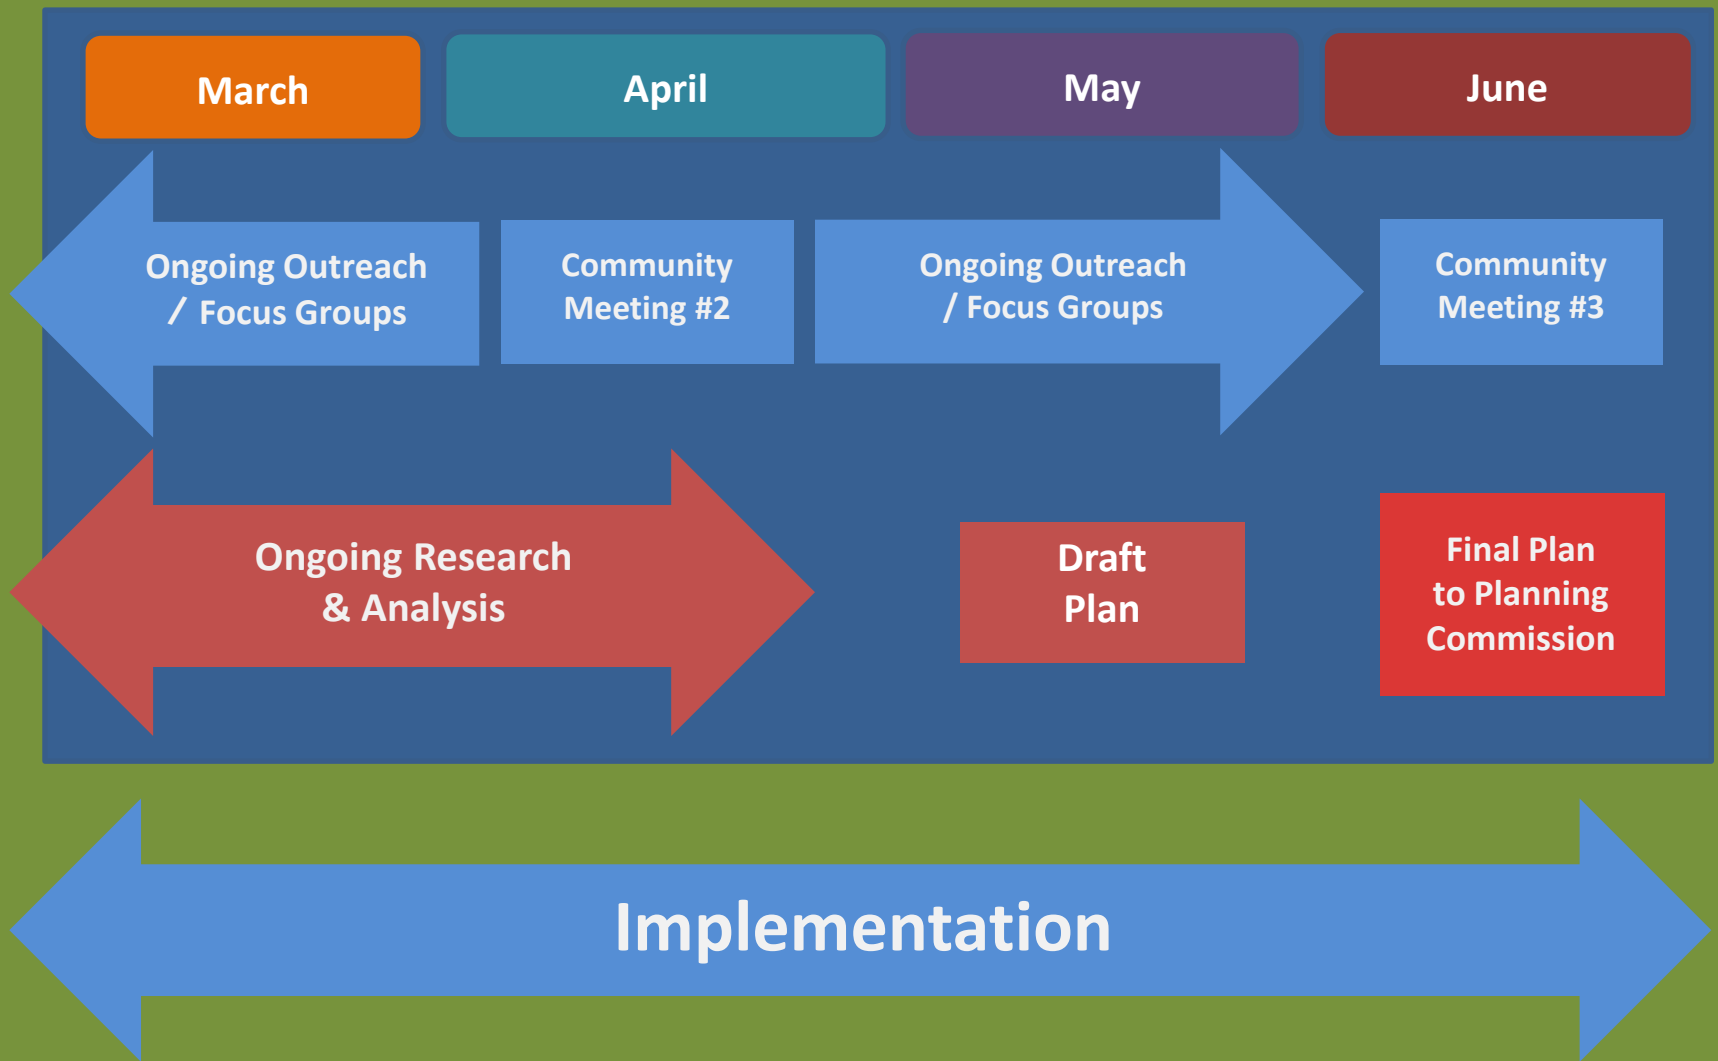 March
April
May
June
Ongoing Outreach
/ Focus Groups
Community
Meeting #2
Ongoing Outreach
/ Focus Groups
Community
Meeting #3
Ongoing Research
& Analysis
Draft
Plan
Final Plan
to Planning
Commission
Implementation